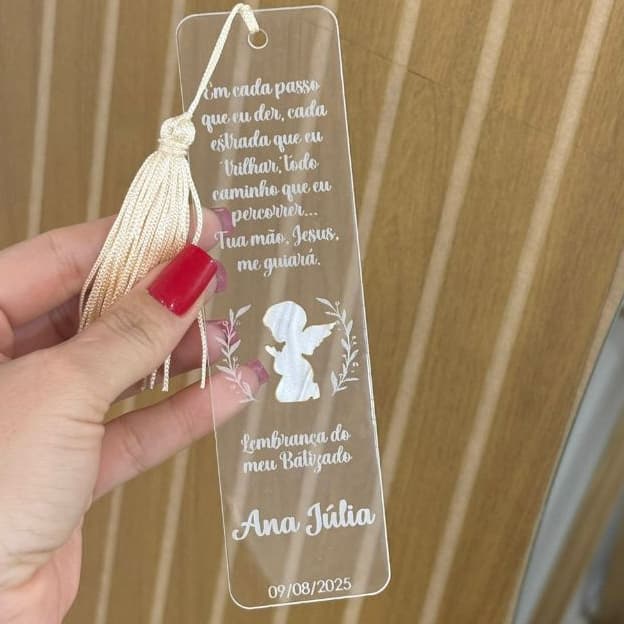 Em cada passo
que eu der, cada
estrada que eu
trilhar, todo
caminho que eu
percorrer...
Tua mão, Jesus,
me guiará.
Lembrança do
meu Batizado
Ana Júlia
09/08/2025